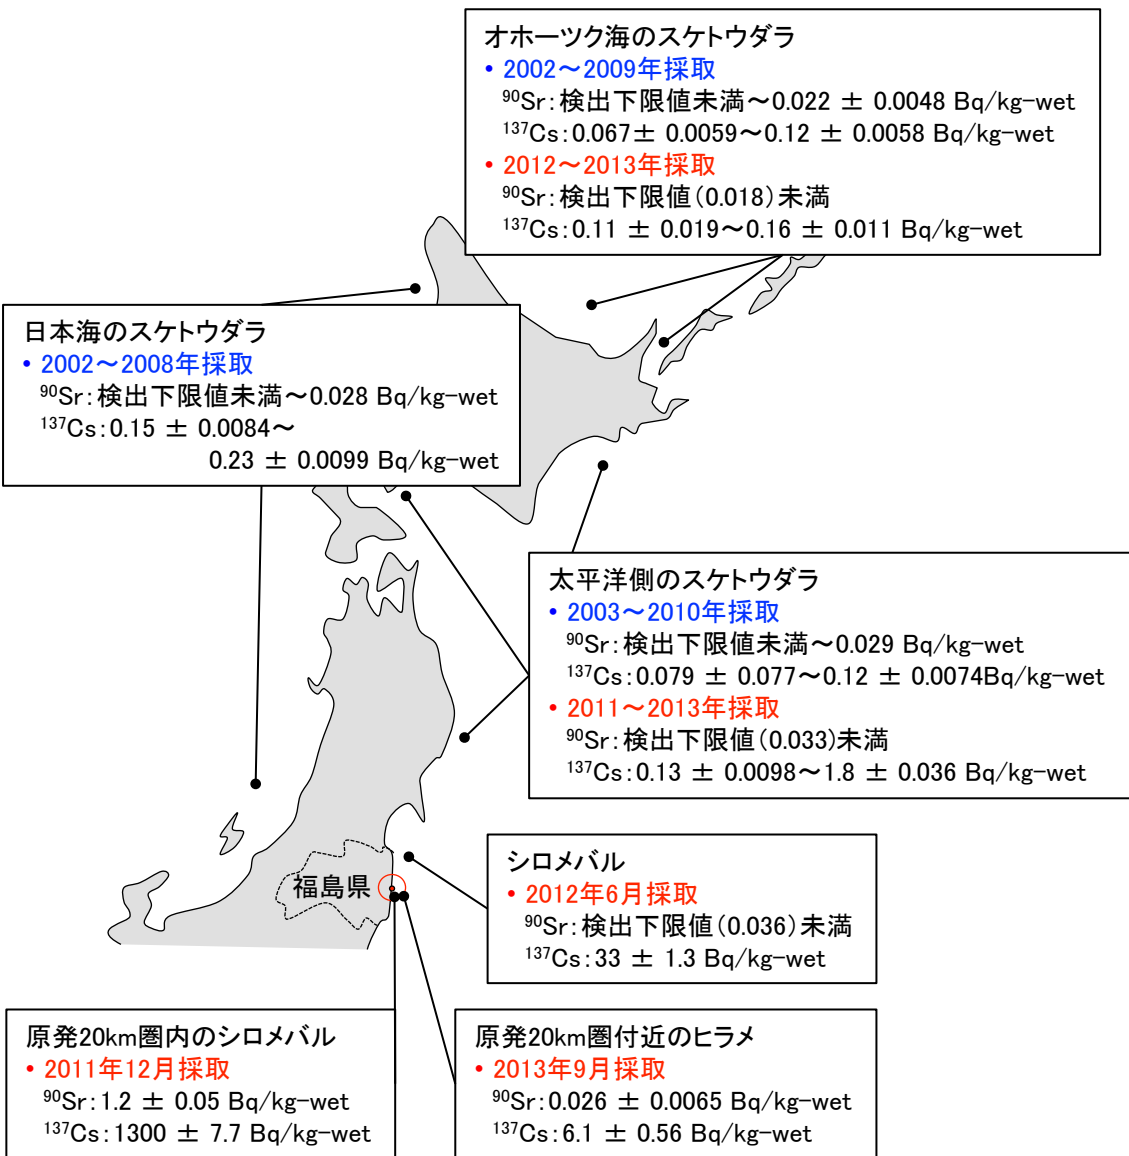 オホーツク海のスケトウダラ
• 2002～2009年採取
⁹⁰Sr：検出下限値未満～0.022 ± 0.0048 Bq/kg-wet
¹³⁷Cs：0.067± 0.0059～0.12 ± 0.0058 Bq/kg-wet
• 2012～2013年採取
⁹⁰Sr：検出下限値（0.018）未満
¹³⁷Cs：0.11 ± 0.019～0.16 ± 0.011 Bq/kg-wet
日本海のスケトウダラ
• 2002～2008年採取
⁹⁰Sr：検出下限値未満～0.028 Bq/kg-wet
¹³⁷Cs：0.15 ± 0.0084～
0.23 ± 0.0099 Bq/kg-wet
太平洋側のスケトウダラ
• 2003～2010年採取
⁹⁰Sr：検出下限値未満～0.029 Bq/kg-wet
¹³⁷Cs：0.079 ± 0.077～0.12 ± 0.0074Bq/kg-wet
• 2011～2013年採取
⁹⁰Sr：検出下限値（0.033）未満
¹³⁷Cs：0.13 ± 0.0098～1.8 ± 0.036 Bq/kg-wet
福島県
シロメバル
• 2012年6月採取
⁹⁰Sr：検出下限値（0.036）未満
¹³⁷Cs：33 ± 1.3 Bq/kg-wet
原発20km圏内のシロメバル
• 2011年12月採取
⁹⁰Sr：1.2 ± 0.05 Bq/kg-wet
¹³⁷Cs：1300 ± 7.7 Bq/kg-wet
原発20km圏付近のヒラメ
• 2013年9月採取
⁹⁰Sr：0.026 ± 0.0065 Bq/kg-wet
¹³⁷Cs：6.1 ± 0.56 Bq/kg-wet